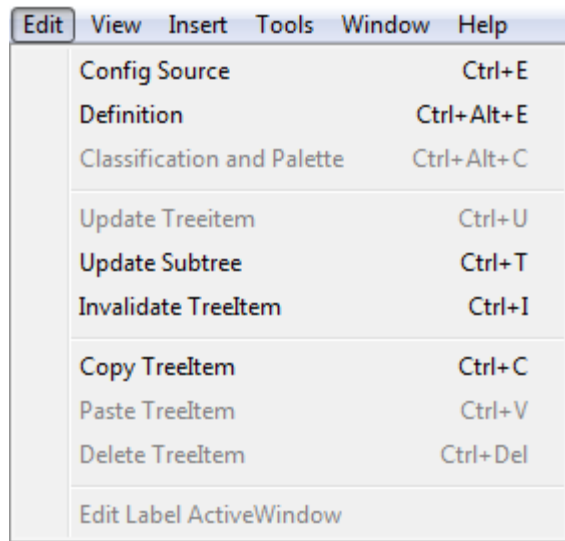 Edit View Insert Tools Window Help
Config Source Ctrl+E
Definition Ctrl+Alt+E
Classification and Palette Ctrl+Alt+C
Update Treeitem Ctrl+U
Update Subtree Ctrl+T
Invalidate TreeItem Ctrl+I
Copy TreeItem Ctrl+C
Paste TreeItem Ctrl+V
Delete TreeItem Ctrl+Del
Edit Label ActiveWindow